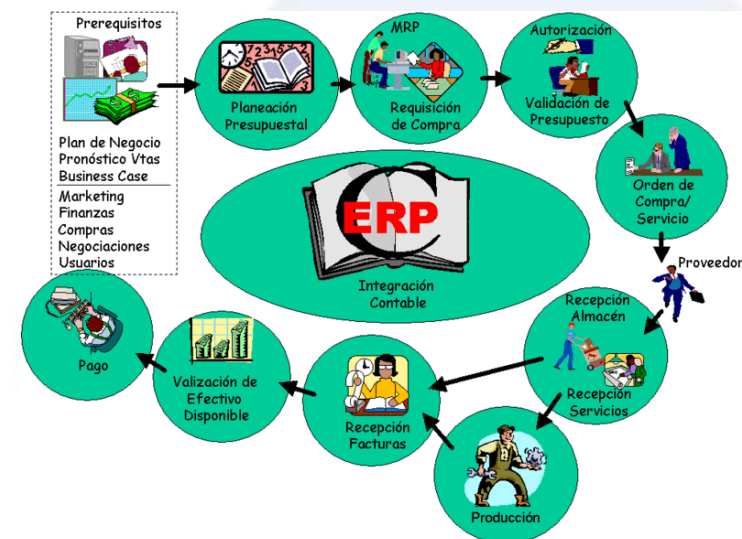 Prerequisitos
Plan de Negocio
Pronóstico Vtas
Business Case
Marketing
Finanzas
Compras
Negociaciones
Usuarios
Planeación
Presupuestal
MRP
Requisición
de Compra
Autorización
Validación de
Presupuesto
Orden de
Compra/
Servicio
Proveedor
Recepción
Almacén
Recepción
Servicios
Producción
Recepción
Facturas
Valización de
Efectivo
Disponible
Pago
C
ERP
Integración
Contable